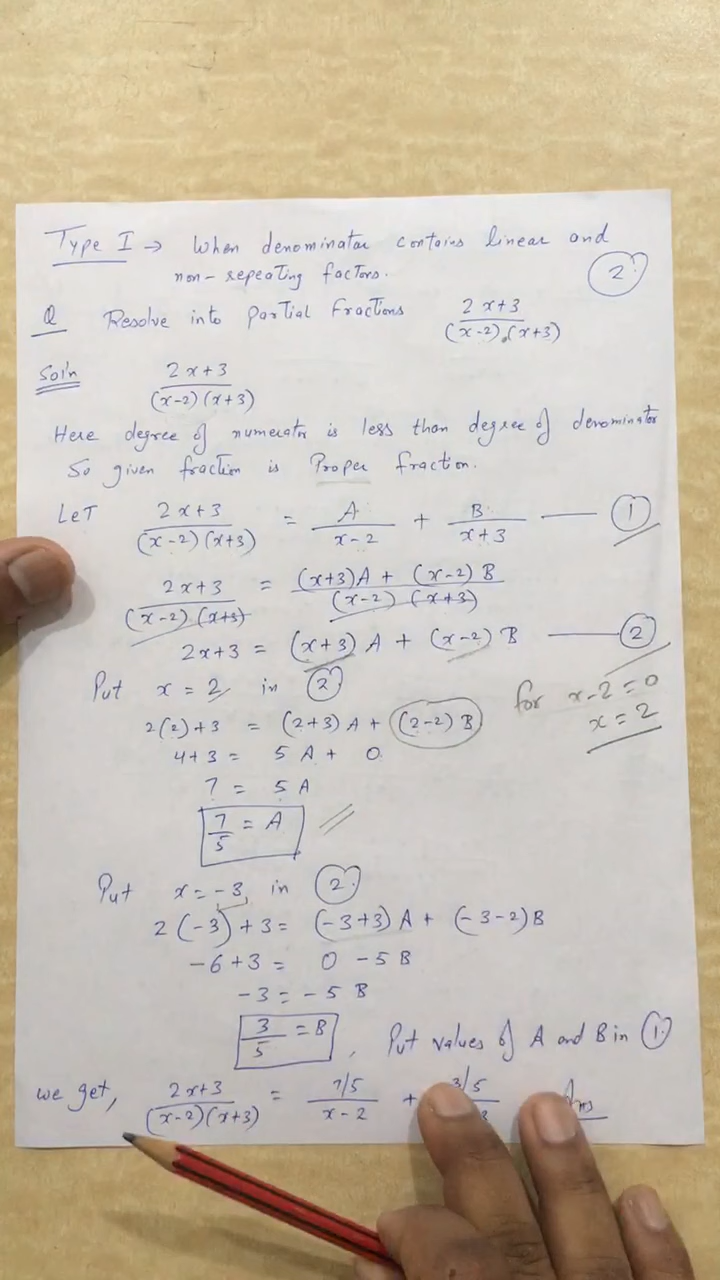 Type I → When denominator contains linear and
non-repeating factors.
2
Q Resolve into Partial Fractions (2x+3)/((x-2).(x+3))
Soln (2x+3)/((x-2)(x+3))
Here degree of numerator is less than degree of denominator
So given fraction is Proper fraction.
Let (2x+3)/((x-2)(x+3)) = A/(x-2) + B/(x+3) — ①
(2x+3)/((x-2)(x+3)) = ((x+3)A + (x-2)B)/((x-2)(x+3))
2x+3 = (x+3)A + (x-2)B — ②
Put x = 2 in ②
for x-2=0
x=2
2(2)+3 = (2+3)A + (2-2)B
4+3 = 5A + 0
7 = 5A
7/5 = A
Put x=-3 in ②
2(-3)+3 = (-3+3)A + (-3-2)B
-6+3 = 0 -5B
-3 = -5B
3/5 = B, Put values of A and B in ①
we get, (2x+3)/((x-2)(x+3)) = (7/5)/(x-2) + 3/5 Ans